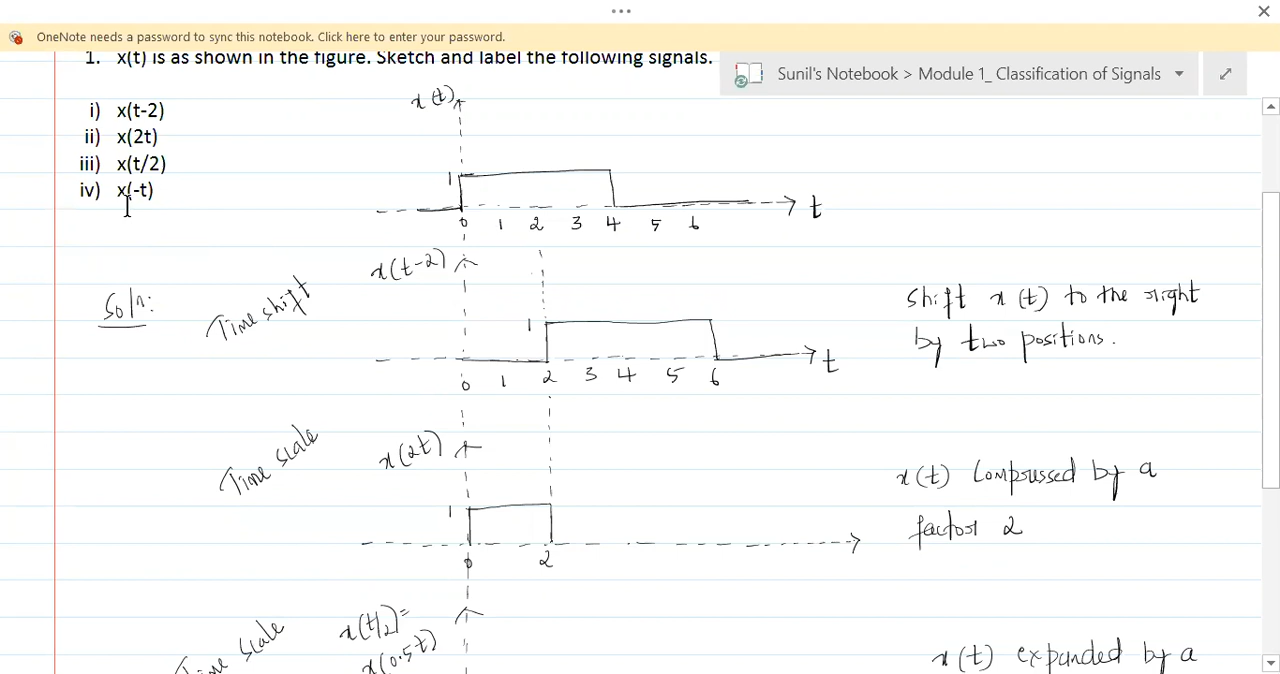 OneNote needs a password to sync this notebook. Click here to enter your password.
1. x(t) is as shown in the figure. Sketch and label the following signals.
Sunil's Notebook > Module 1_ Classification of Signals
i) x(t-2)
ii) x(2t)
iii) x(t/2)
iv) x(-t)
x(t)
1
t
0 1 2 3 4 5 6
Soln:
Time shift
x(t-2)
1
t
0 1 2 3 4 5 6
shift x(t) to the right
by two positions.
Time scale
x(2t)
1
0 2
x(t) compressed by a
factor 2
Time scale
x(t/2)=
x(0.5t)
x(t) expanded by a